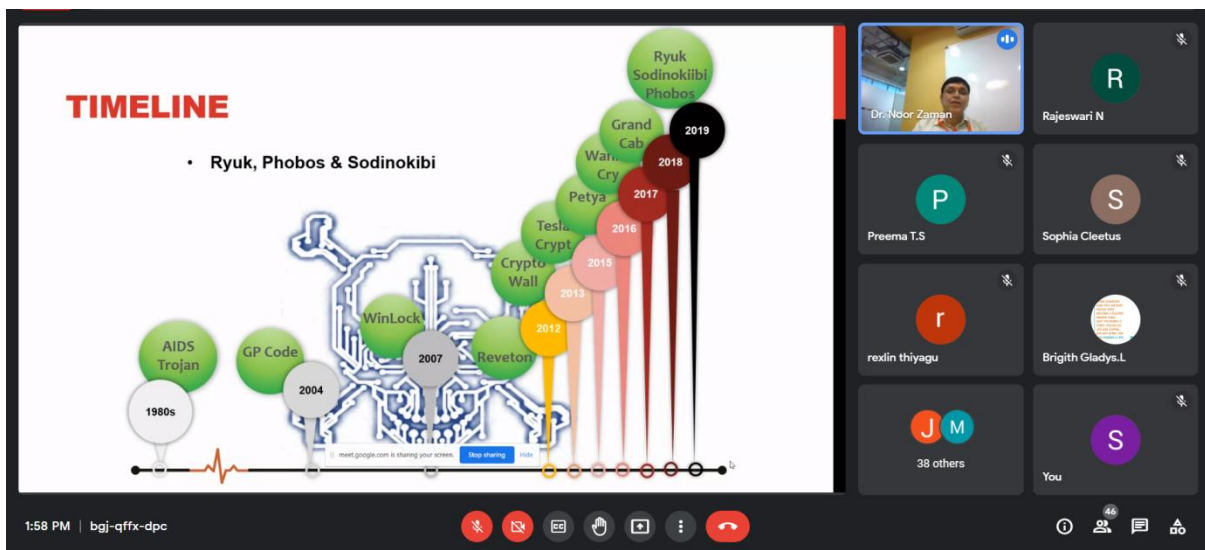 TIMELINE
• Ryuk, Phobos & Sodinokibi
Ryuk
Sodinokiibi
Phobos
2019
Grand
Cab
2018
Cry
2017
Petya
2016
Tesla
Crypt
2015
Crypto
Wall
2013
Reveton
2012
WinLock
2007
GP Code
2004
AIDS
Trojan
1980s
meet.google.com is sharing your screen.
Stop sharing
Hide
Dr. Noor Zaman
R
Rajeswari N
P
Preema T.S
S
Sophia Cleetus
r
rexlin thiyagu
Brigith Gladys.L
J M
38 others
S
You
1:58 PM | bgj-qffx-dpc
CC
46